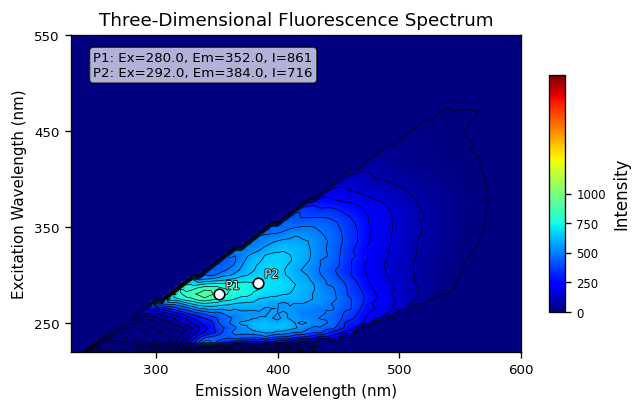 Three-Dimensional Fluorescence Spectrum
P1: Ex=280.0, Em=352.0, I=861
P2: Ex=292.0, Em=384.0, I=716
550
450
350
250
Excitation Wavelength (nm)
P1
P2
300
400
500
600
Emission Wavelength (nm)
1000
750
500
250
0
Intensity